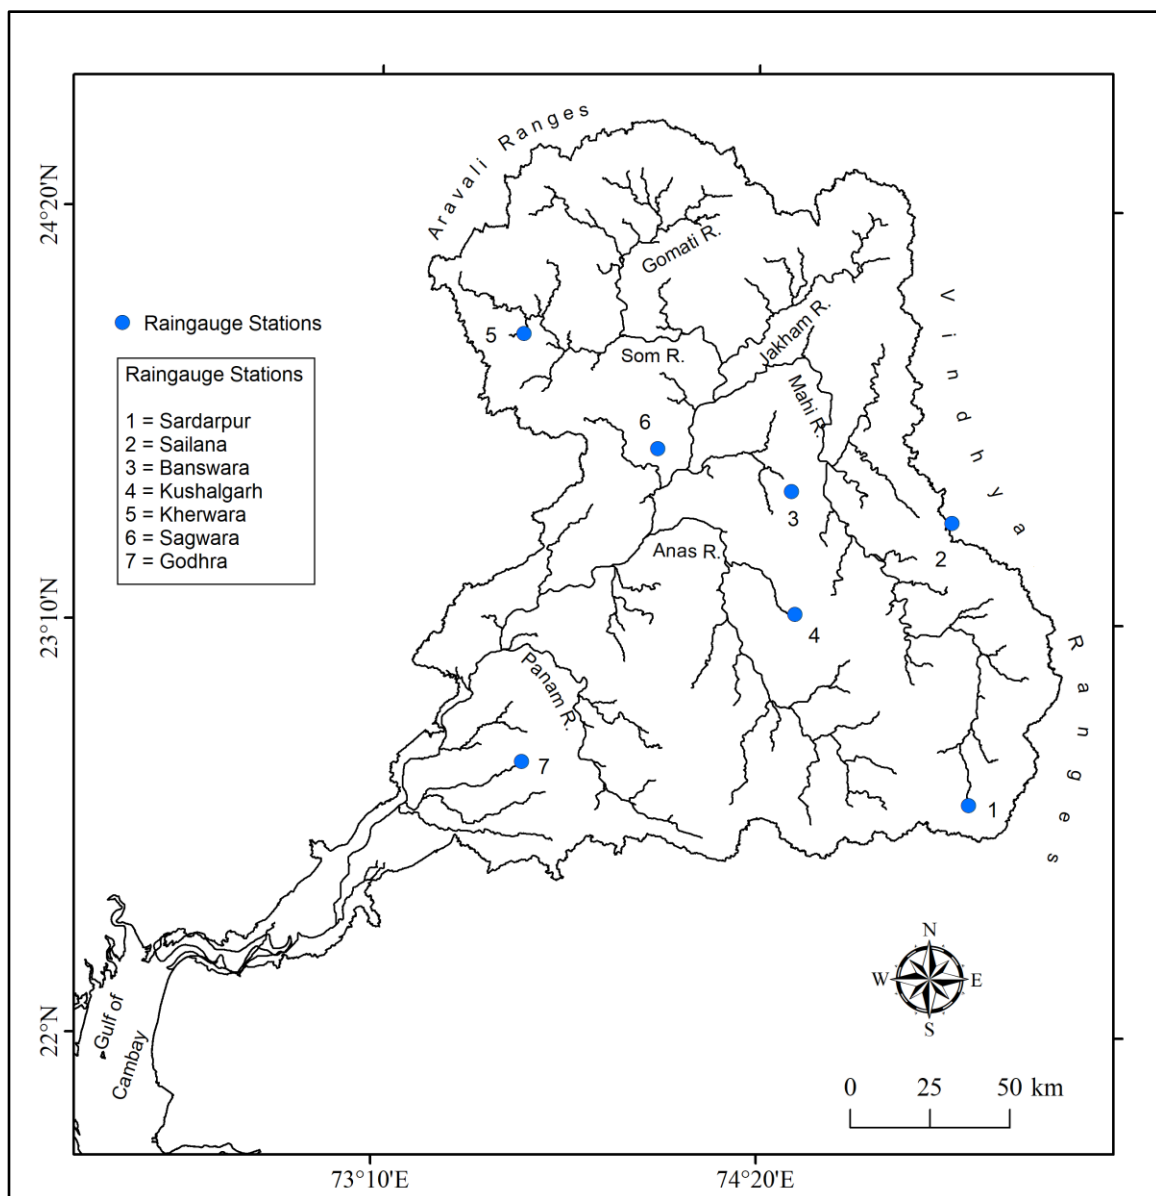 Aravali Ranges
24°20'N
Gomati R.
Vindhya Ranges
Raingauge Stations
5
Som R.
Jakham R.
Raingauge Stations
1 = Sardarpur
2 = Sailana
3 = Banswara
4 = Kushalgarh
5 = Kherwara
6 = Sagwara
7 = Godhra
Mahi R.
6
3
2
Anas R.
23°10'N
4
Panam R.
7
1
N
W
E
S
22°N
Gulf of
Cambay
0 25 50 km
73°10'E
74°20'E